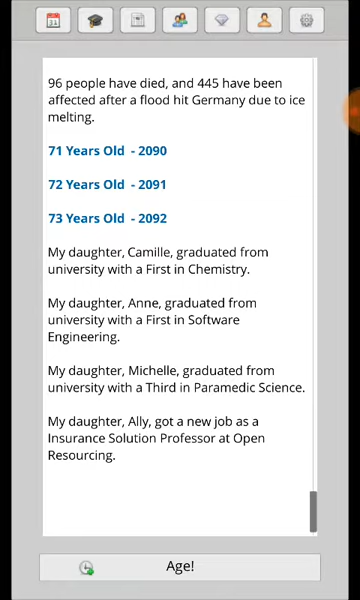 31
96 people have died, and 445 have been
affected after a flood hit Germany due to ice
melting.
71 Years Old - 2090
72 Years Old - 2091
73 Years Old - 2092
My daughter, Camille, graduated from
university with a First in Chemistry.
My daughter, Anne, graduated from
university with a First in Software
Engineering.
My daughter, Michelle, graduated from
university with a Third in Paramedic Science.
My daughter, Ally, got a new job as a
Insurance Solution Professor at Open
Resourcing.
Age!